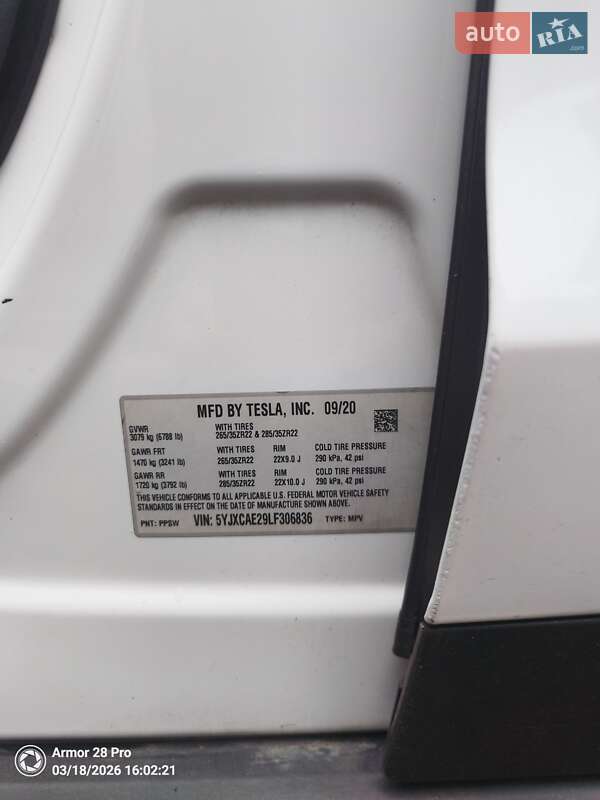 auto RIA
.com
MFD BY TESLA, INC. 09/20
GVWR
3079 kg (6788 lb)
WITH TIRES
265/35ZR22 & 285/35ZR22
GAWR FRT
1470 kg (3241 lb)
WITH TIRES
265/35ZR22
RIM
22X9.0 J
COLD TIRE PRESSURE
290 kPa, 42 psi
GAWR RR
1720 kg (3792 lb)
WITH TIRES
285/35ZR22
RIM
22X10.0 J
COLD TIRE PRESSURE
290 kPa, 42 psi
THIS VEHICLE CONFORMS TO ALL APPLICABLE U.S. FEDERAL MOTOR VEHICLE SAFETY
STANDARDS IN EFFECT ON THE DATE OF MANUFACTURE SHOWN ABOVE.
PNT: PPSW VIN: 5YJXCAE29LF306836 TYPE: MPV
Armor 28 Pro
03/18/2026 16:02:21